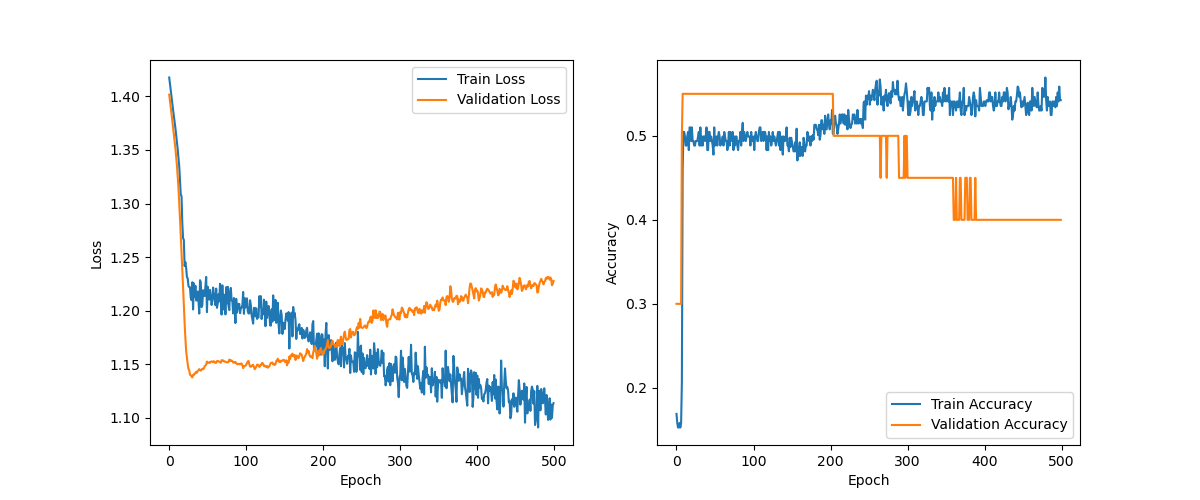 1.40
1.35
1.30
1.25
1.20
1.15
1.10
Loss
0
100
200
300
400
500
Epoch
Train Loss
Validation Loss
0.5
0.4
0.3
0.2
Accuracy
0
100
200
300
400
500
Epoch
Train Accuracy
Validation Accuracy